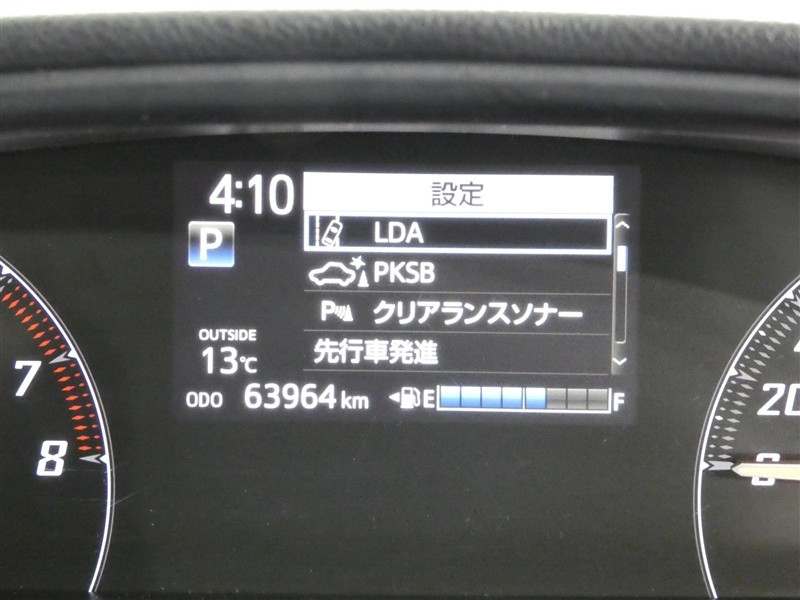 4:10
設定
P
LDA
PKSB
P クリアランスソナー
OUTSIDE
13℃
先行車発進
ODO 63964 km
E F
7
8
20
0